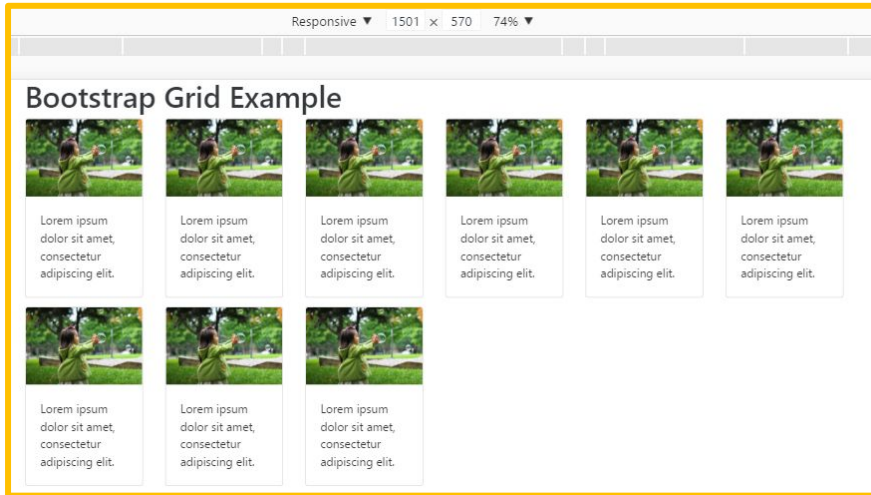 Responsive ▼ 1501 × 570 74% ▼
Bootstrap Grid Example
Lorem ipsum
dolor sit amet,
consectetur
adipiscing elit.
Lorem ipsum
dolor sit amet,
consectetur
adipiscing elit.
Lorem ipsum
dolor sit amet,
consectetur
adipiscing elit.
Lorem ipsum
dolor sit amet,
consectetur
adipiscing elit.
Lorem ipsum
dolor sit amet,
consectetur
adipiscing elit.
Lorem ipsum
dolor sit amet,
consectetur
adipiscing elit.
Lorem ipsum
dolor sit amet,
consectetur
adipiscing elit.
Lorem ipsum
dolor sit amet,
consectetur
adipiscing elit.
Lorem ipsum
dolor sit amet,
consectetur
adipiscing elit.